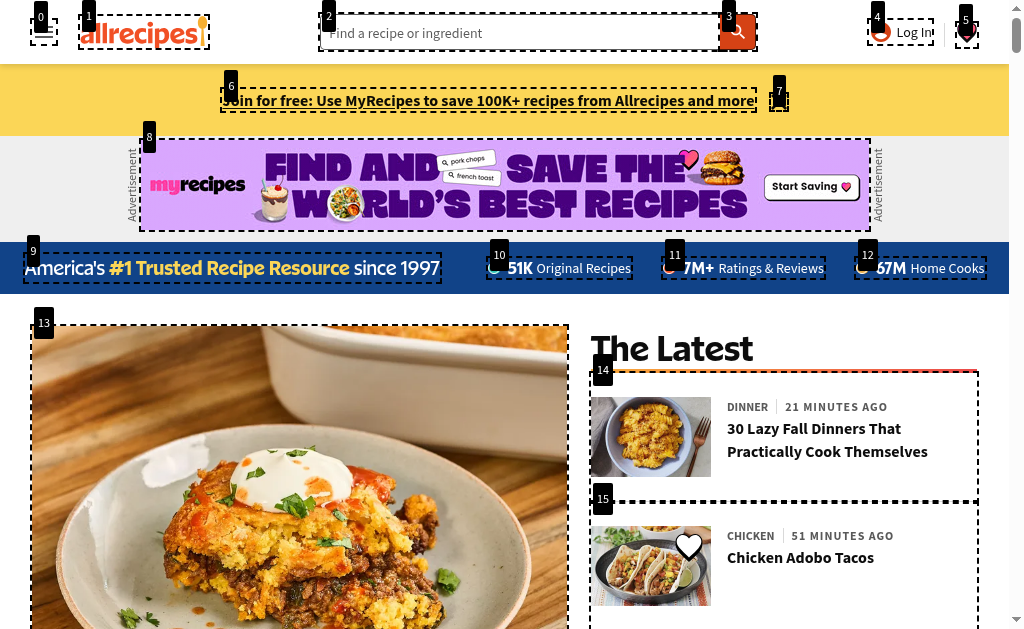 0
1
2
3
4
5
allrecipes
Find a recipe or ingredient
Log In
6
7
Join for free: Use MyRecipes to save 100K+ recipes from Allrecipes and more
8
Advertisement
myrecipes
FIND AND
pork chops
french toast
SAVE THE
WORLD'S BEST RECIPES
Start Saving
Advertisement
9
10
11
12
America's #1 Trusted Recipe Resource since 1997
51K Original Recipes
7M+ Ratings & Reviews
67M Home Cooks
13
The Latest
14
DINNER
21 MINUTES AGO
30 Lazy Fall Dinners That
Practically Cook Themselves
15
CHICKEN
51 MINUTES AGO
Chicken Adobo Tacos